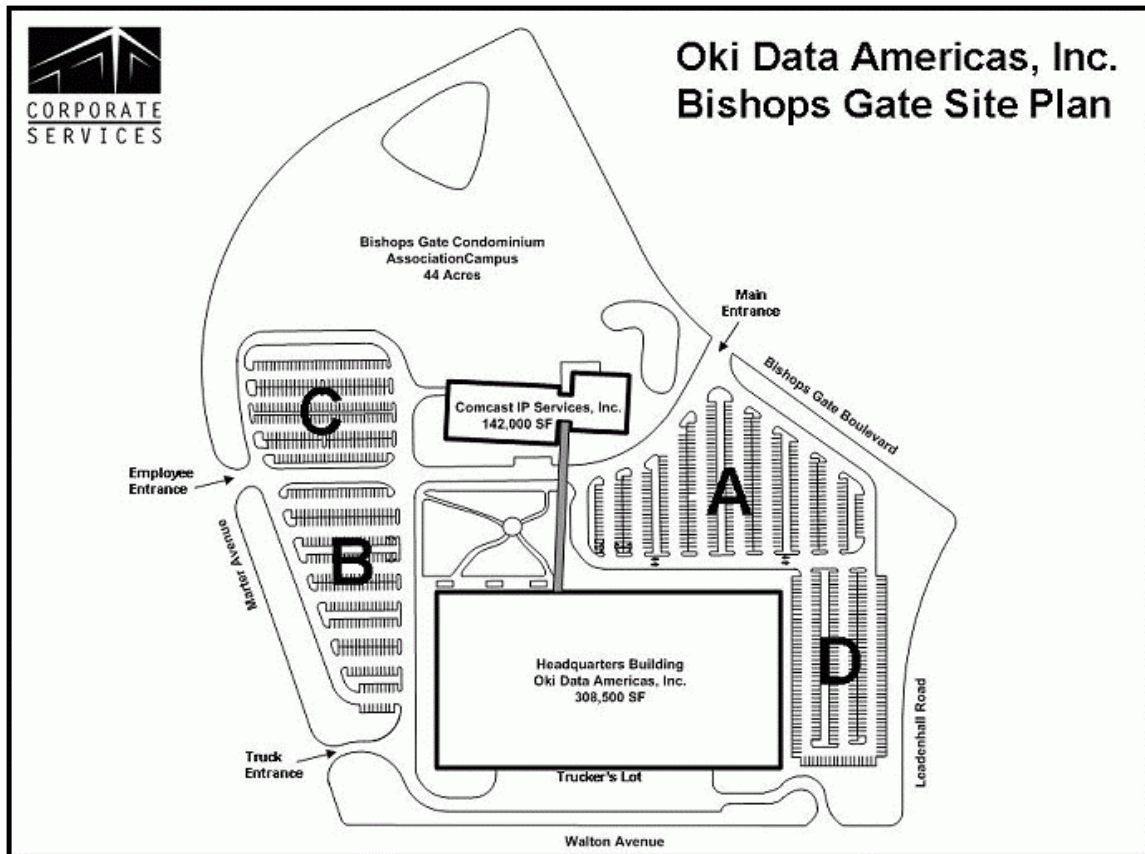 CORPORATE
SERVICES
Oki Data Americas, Inc.
Bishops Gate Site Plan
Bishops Gate Condominium
AssociationCampus
44 Acres
Main
Entrance
Bishops Gate Boulevard
C
Comcast IP Services, Inc.
142,000 SF
Employee
Entrance
A
Marter Avenue
B
Headquarters Building
Oki Data Americas, Inc.
308,500 SF
D
Leadenhall Road
Truck
Entrance
Trucker's Lot
Walton Avenue